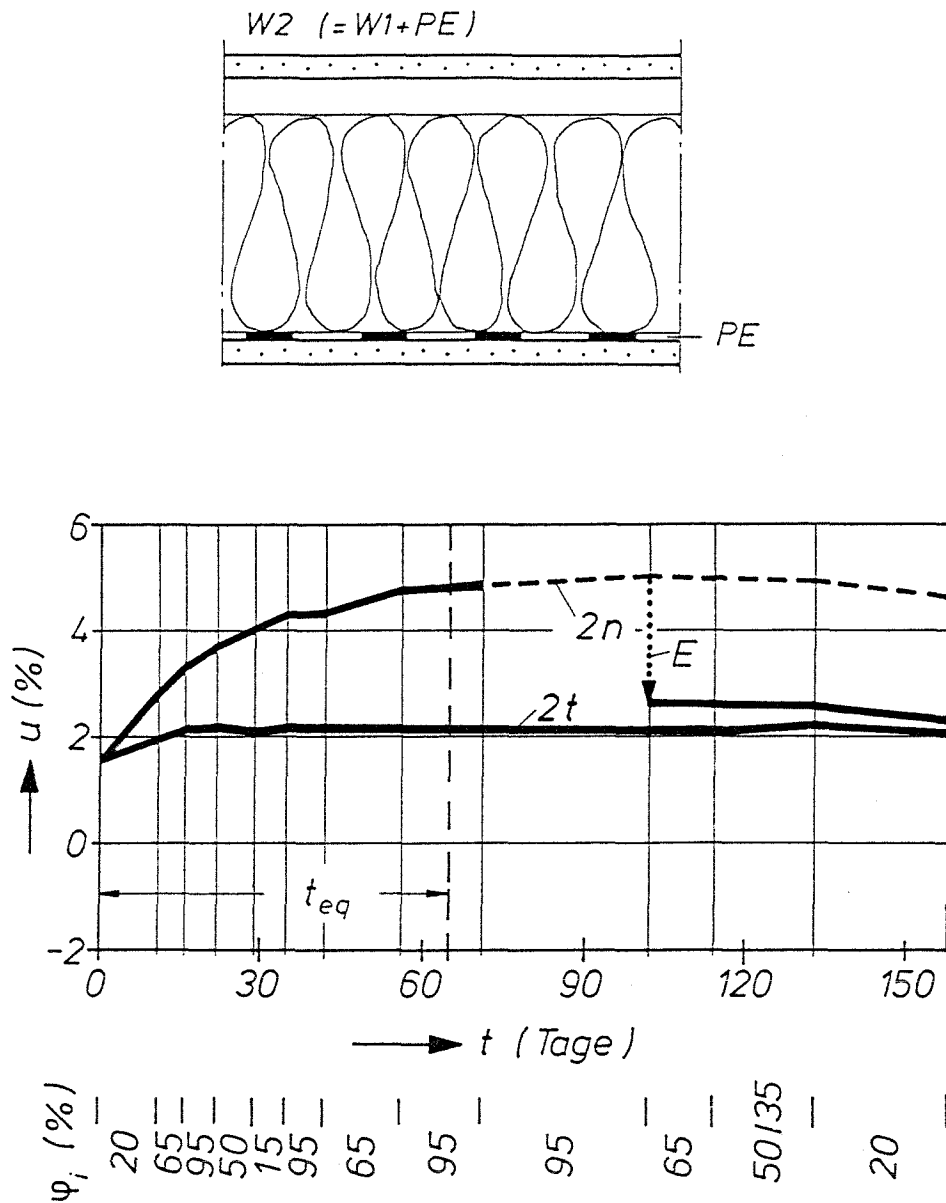 W2 (=W1+PE)
PE
6
4
2
0
-2
u (%)
2n
E
2t
t_eq
0 30 60 90 120 150
t (Tage)
φi (%)
20 65 95 50 15 95 65 95 95 65 50/35 20